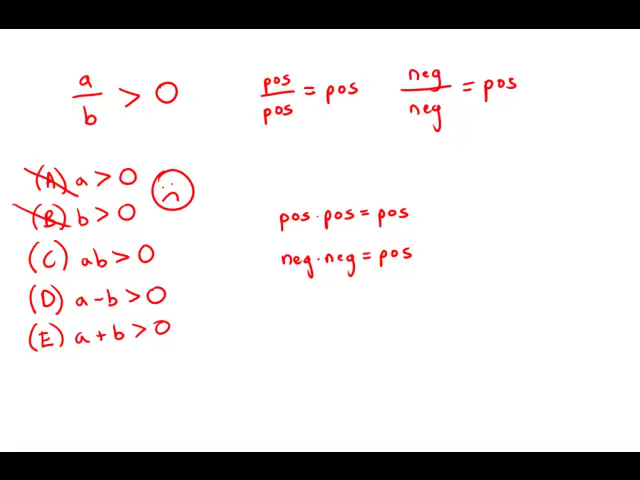 a/b > 0
pos/pos = pos
neg/neg = pos
(A) a > 0
(B) b > 0
(C) ab > 0
(D) a - b > 0
(E) a + b > 0
pos · pos = pos
neg · neg = pos